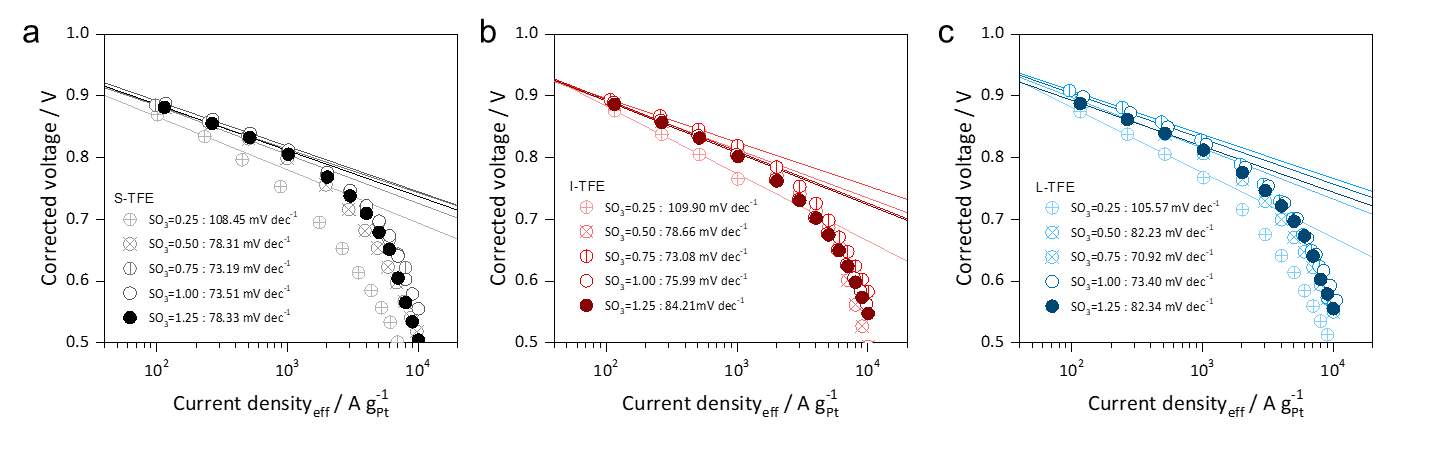 a
1.0
0.9
0.8
0.7
0.6
0.5
Corrected voltage / V
S-TFE
SO₃=0.25 : 108.45 mV dec⁻¹
SO₃=0.50 : 78.31 mV dec⁻¹
SO₃=0.75 : 73.19 mV dec⁻¹
SO₃=1.00 : 73.51 mV dec⁻¹
SO₃=1.25 : 78.33 mV dec⁻¹
10² 10³ 10⁴
Current density_eff / A g_Pt⁻¹
b
1.0
0.9
0.8
0.7
0.6
0.5
Corrected voltage / V
I-TFE
SO₃=0.25 : 109.90 mV dec⁻¹
SO₃=0.50 : 78.66 mV dec⁻¹
SO₃=0.75 : 73.08 mV dec⁻¹
SO₃=1.00 : 75.99 mV dec⁻¹
SO₃=1.25 : 84.21mV dec⁻¹
10² 10³ 10⁴
Current density_eff / A g_Pt⁻¹
c
1.0
0.9
0.8
0.7
0.6
0.5
Corrected voltage / V
L-TFE
SO₃=0.25 : 105.57 mV dec⁻¹
SO₃=0.50 : 82.23 mV dec⁻¹
SO₃=0.75 : 70.92 mV dec⁻¹
SO₃=1.00 : 73.40 mV dec⁻¹
SO₃=1.25 : 82.34 mV dec⁻¹
10² 10³ 10⁴
Current density_eff / A g_Pt⁻¹